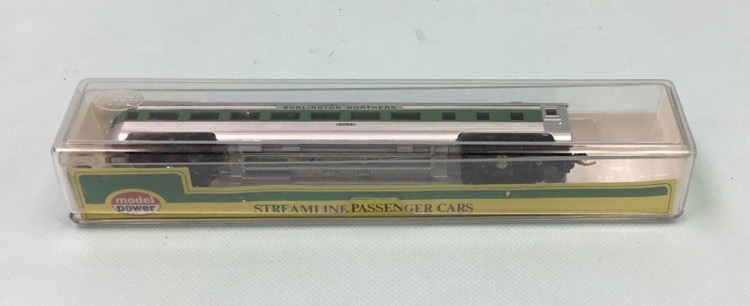 BURLINGTON NORTHERN
model
power
STREAMLINE PASSENGER CARS